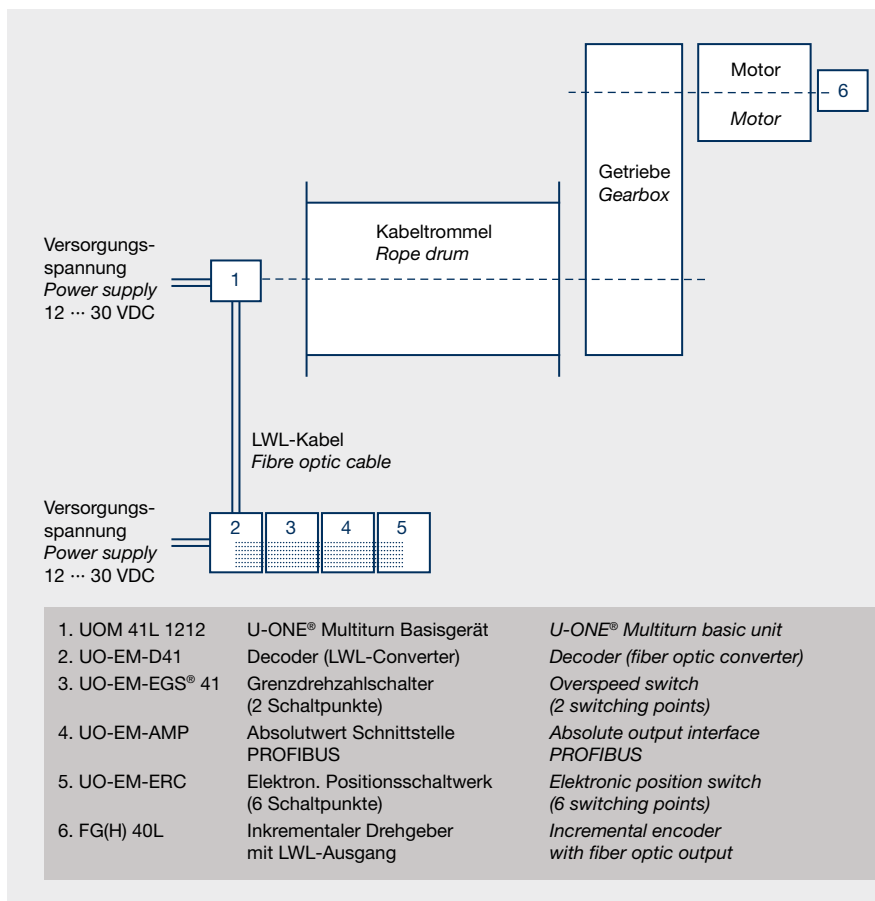 Motor
Motor
6
Getriebe
Gearbox
Kabeltrommel
Rope drum
Versorgungs-
spannung
Power supply
12 ··· 30 VDC
1
LWL-Kabel
Fibre optic cable
Versorgungs-
spannung
Power supply
12 ··· 30 VDC
2 3 4 5
1. UOM 41L 1212 U-ONE® Multiturn Basisgerät U-ONE® Multiturn basic unit
2. UO-EM-D41 Decoder (LWL-Converter) Decoder (fiber optic converter)
3. UO-EM-EGS® 41 Grenzdrehzahlschalter Overspeed switch
(2 Schaltpunkte) (2 switching points)
4. UO-EM-AMP Absolutwert Schnittstelle Absolute output interface
PROFIBUS PROFIBUS
5. UO-EM-ERC Elektron. Positionsschaltwerk Elektronic position switch
(6 Schaltpunkte) (6 switching points)
6. FG(H) 40L Inkrementaler Drehgeber Incremental encoder
mit LWL-Ausgang with fiber optic output